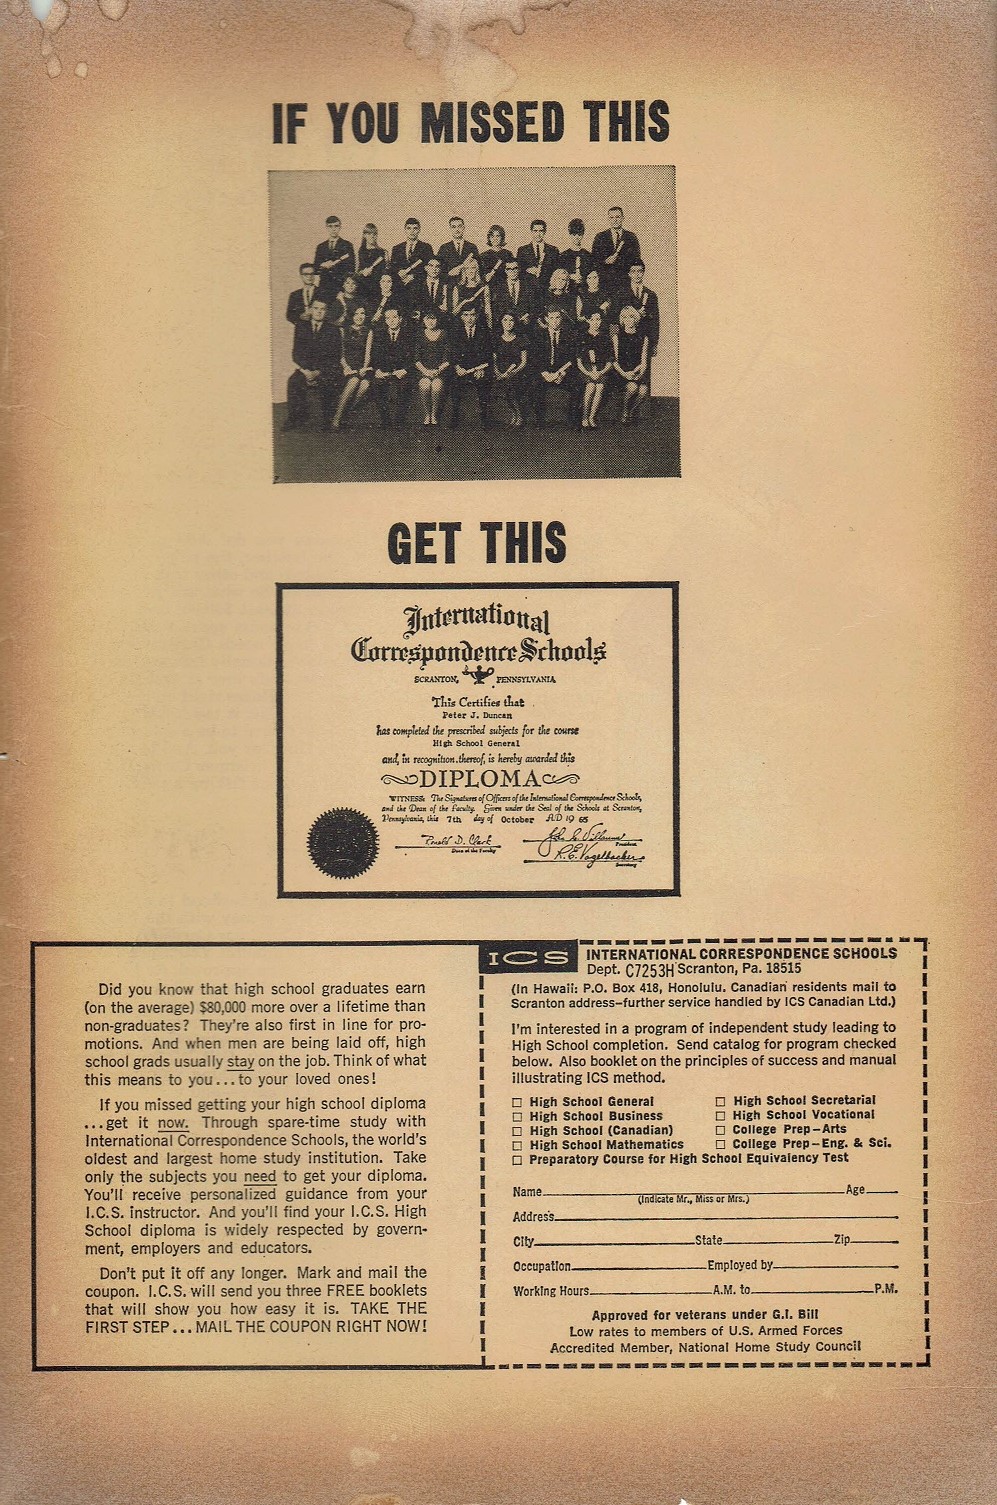 IF YOU MISSED THIS
GET THIS
International
Correspondence Schools
SCRANTON, PENNSYLVANIA
This Certifies that
Peter J. Duncan
has completed the prescribed subjects for the course
High School General
and, in recognition thereof, is hereby awarded this
DIPLOMA
WITNESS: The Signatures of Officers of the International Correspondence Schools,
and the Dean of the Faculty. Given under the Seal of the Schools at Scranton,
Pennsylvania, this 7th day of October A.D. 19 65
Ronald D. Clark
Dean of the Faculty
President
R. E. Vogelbacher
Secretary
Did you know that high school graduates earn
(on the average) $80,000 more over a lifetime than
non-graduates? They're also first in line for pro-
motions. And when men are being laid off, high
school grads usually stay on the job. Think of what
this means to you...to your loved ones!
If you missed getting your high school diploma
...get it now. Through spare-time study with
International Correspondence Schools, the world's
oldest and largest home study institution. Take
only the subjects you need to get your diploma.
You'll receive personalized guidance from your
I.C.S. instructor. And you'll find your I.C.S. High
School diploma is widely respected by govern-
ment, employers and educators.
Don't put it off any longer. Mark and mail the
coupon. I.C.S. will send you three FREE booklets
that will show you how easy it is. TAKE THE
FIRST STEP...MAIL THE COUPON RIGHT NOW!
ICS
INTERNATIONAL CORRESPONDENCE SCHOOLS
Dept. C7253H Scranton, Pa. 18515
(In Hawaii: P.O. Box 418, Honolulu. Canadian residents mail to
Scranton address–further service handled by ICS Canadian Ltd.)
I'm interested in a program of independent study leading to
High School completion. Send catalog for program checked
below. Also booklet on the principles of success and manual
illustrating ICS method.
□ High School General □ High School Secretarial
□ High School Business □ High School Vocational
□ High School (Canadian) □ College Prep–Arts
□ High School Mathematics □ College Prep–Eng. & Sci.
□ Preparatory Course for High School Equivalency Test
Name Age
(Indicate Mr., Miss or Mrs.)
Address
City State Zip
Occupation Employed by
Working Hours A.M. to P.M.
Approved for veterans under G.I. Bill
Low rates to members of U.S. Armed Forces
Accredited Member, National Home Study Council